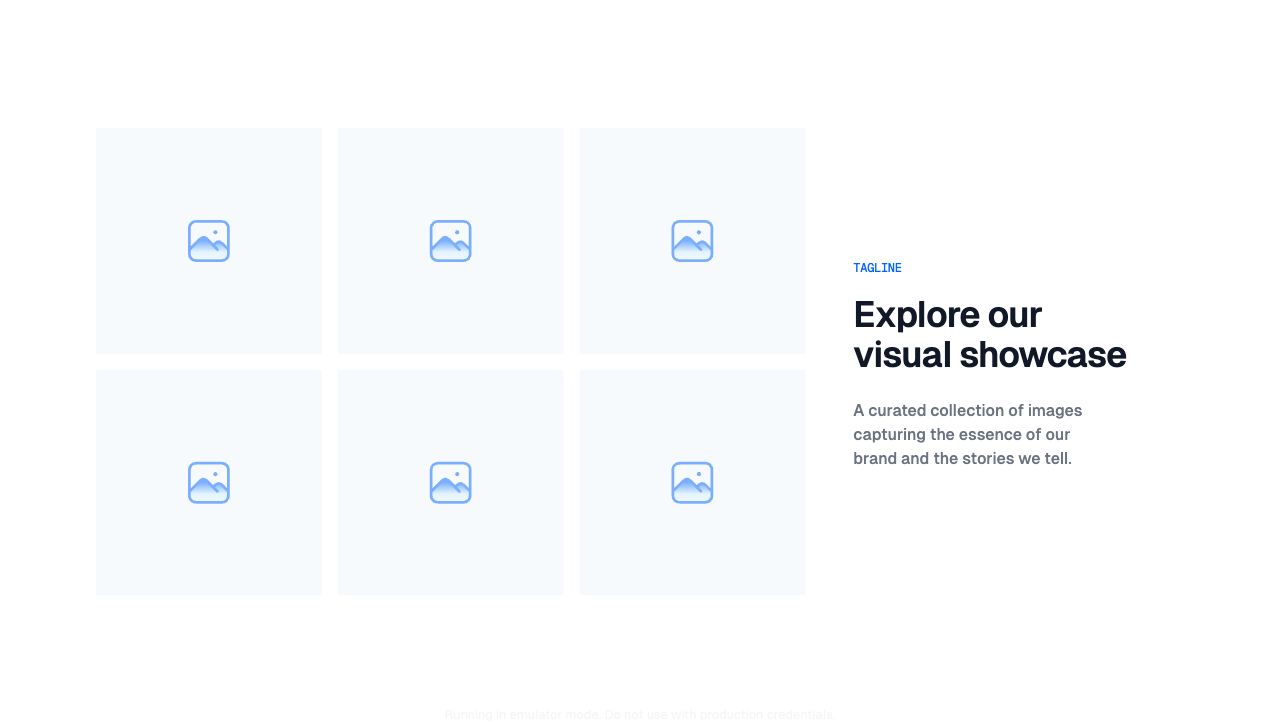 TAGLINE
Explore our
visual showcase
A curated collection of images
capturing the essence of our
brand and the stories we tell.
Running in emulator mode. Do not use with production credentials.